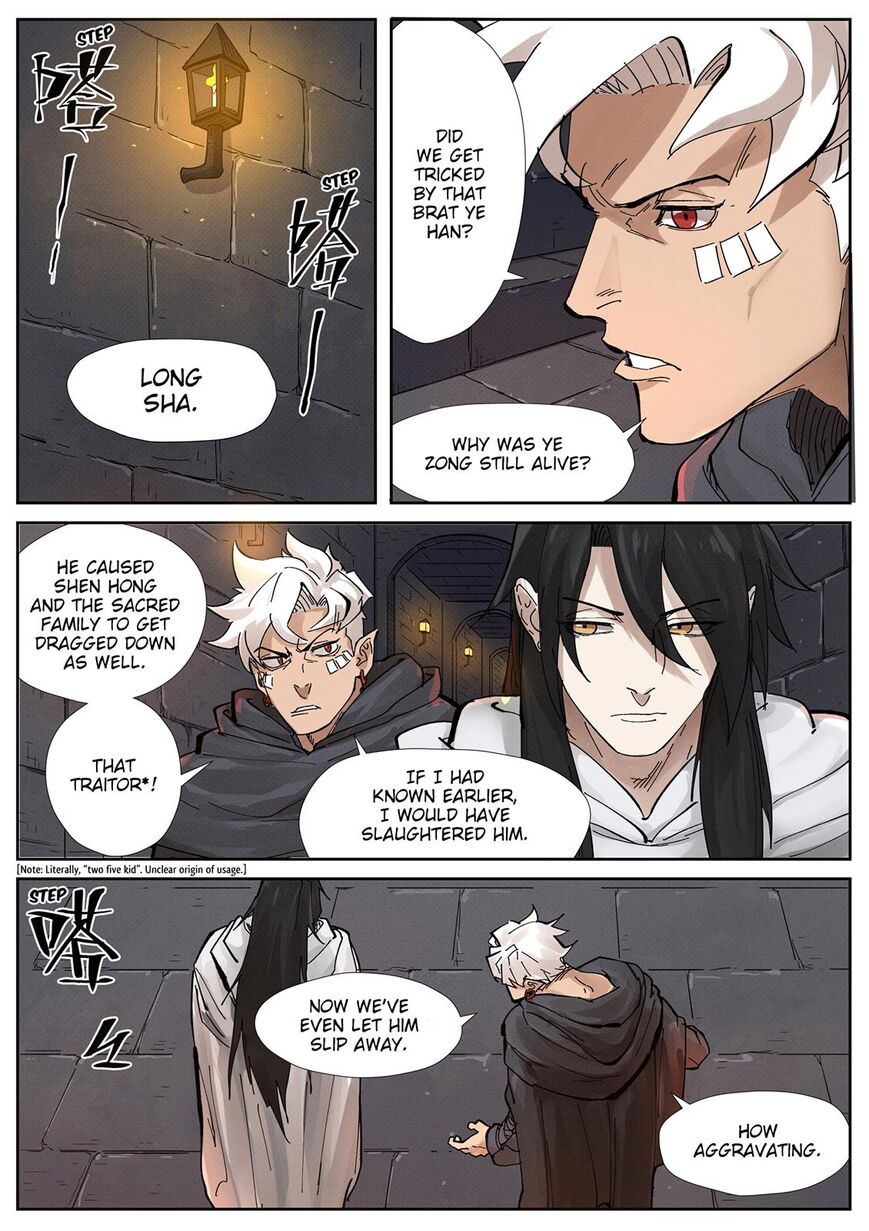 STEP
嗒
STEP
嗒
LONG
SHA.
DID
WE GET
TRICKED
BY THAT
BRAT YE
HAN?
WHY WAS YE
ZONG STILL ALIVE?
HE CAUSED
SHEN HONG
AND THE SACRED
FAMILY TO GET
DRAGGED DOWN
AS WELL.
THAT
TRAITOR*!
IF I HAD
KNOWN EARLIER,
I WOULD HAVE
SLAUGHTERED HIM.
[Note: Literally, "two five kid". Unclear origin of usage.]
STEP
嗒
NOW WE'VE
EVEN LET HIM
SLIP AWAY.
HOW
AGGRAVATING.